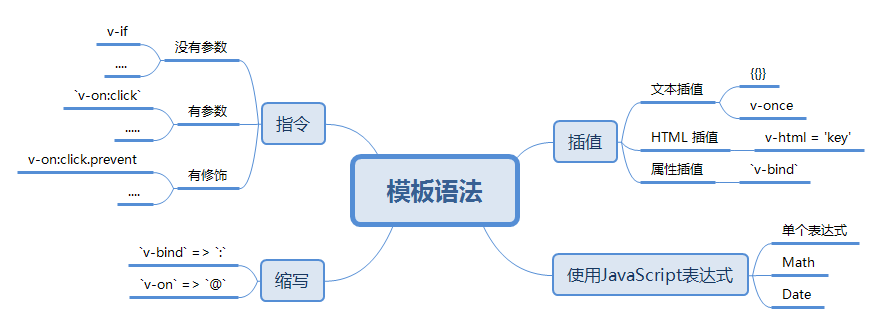 模板语法
指令
没有参数
v-if
....
有参数
`v-on:click`
.....
有修饰
v-on:click.prevent
....
缩写
`v-bind` => `:`
`v-on` => `@`
插值
文本插值
{{}}
v-once
HTML 插值
v-html = 'key'
属性插值
`v-bind`
使用JavaScript表达式
单个表达式
Math
Date